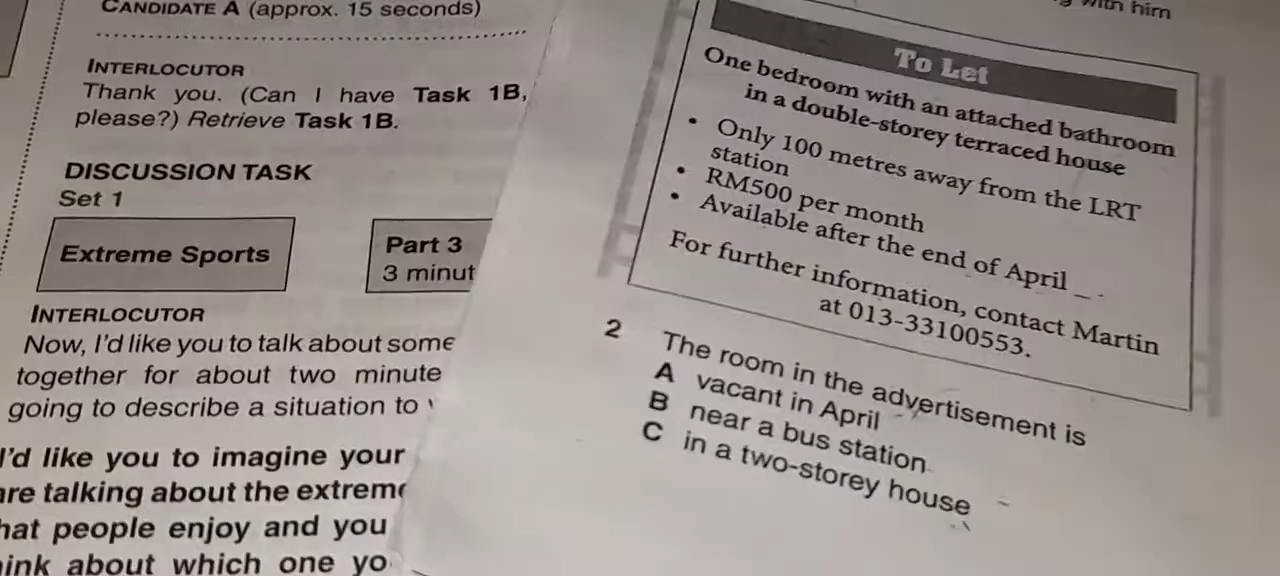 CANDIDATE A (approx. 15 seconds)
INTERLOCUTOR
Thank you. (Can I have Task 1B,
please?) Retrieve Task 1B.
DISCUSSION TASK
Set 1
Extreme Sports
Part 3
3 minut
INTERLOCUTOR
Now, I'd like you to talk about some
together for about two minute
going to describe a situation to
I'd like you to imagine your
are talking about the extreme
hat people enjoy and you
ink about which one yo
with him
To Let
One bedroom with an attached bathroom
in a double-storey terraced house
• Only 100 metres away from the LRT
station
• RM500 per month
• Available after the end of April
For further information, contact Martin
at 013-33100553.
2 The room in the advertisement is
A vacant in April
B near a bus station
C in a two-storey house